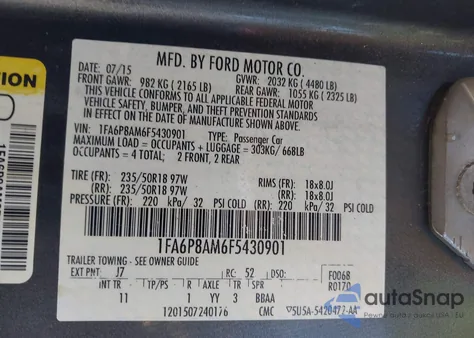 MFD. BY FORD MOTOR CO.
DATE: 07/15 GVWR: 2032 KG ( 4480 LB)
FRONT GAWR: 982 KG ( 2165 LB) REAR GAWR: 1055 KG ( 2325 LB)
THIS VEHICLE CONFORMS TO ALL APPLICABLE FEDERAL MOTOR
VEHICLE SAFETY, BUMPER, AND THEFT PREVENTION STANDARDS
IN EFFECT ON THE DATE OF MANUFACTURE SHOWN ABOVE.
VIN: 1FA6P8AM6F5430901 TYPE: Passenger Car
MAXIMUM LOAD = OCCUPANTS + LUGGAGE = 303KG/ 668LB
OCCUPANTS = 4 TOTAL: 2 FRONT, 2 REAR
TIRE (FR): 235/50R18 97W RIMS (FR): 18x8.0J
(RR): 235/50R18 97W (RR): 18x8.0J
PRESSURE (FR): 220 kPa/ 32 PSI COLD (RR): 220 kPa/ 32 PSI COLD
1FA6P8AM6F5430901
TRAILER TOWING - SEE OWNER GUIDE
EXT PNT: J7 RC: 52 DSO: F0068
R0170
INT TR TP/PS R AXLE TR SPR
11 1 YY 3 BBAA
1201507240176 CMC 5U5A-5420472-AA
autaSnap